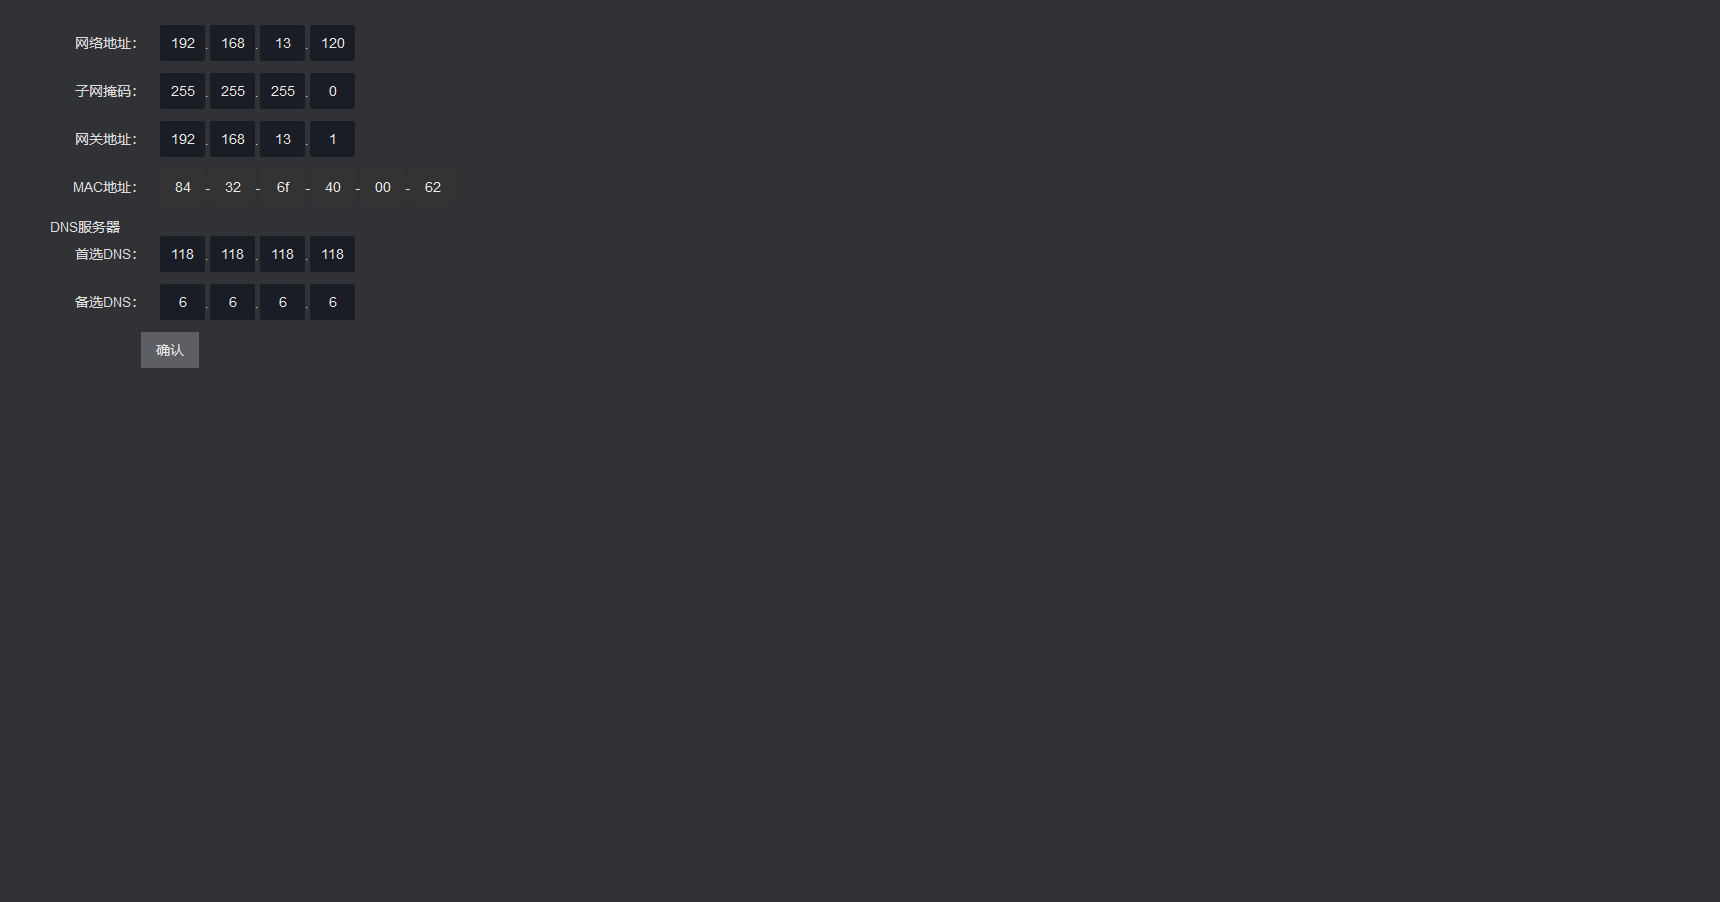 网络地址： 192 . 168 . 13 . 120
子网掩码： 255 . 255 . 255 . 0
网关地址： 192 . 168 . 13 . 1
MAC地址： 84 - 32 - 6f - 40 - 00 - 62
DNS服务器
首选DNS： 118 . 118 . 118 . 118
备选DNS： 6 . 6 . 6 . 6
确认